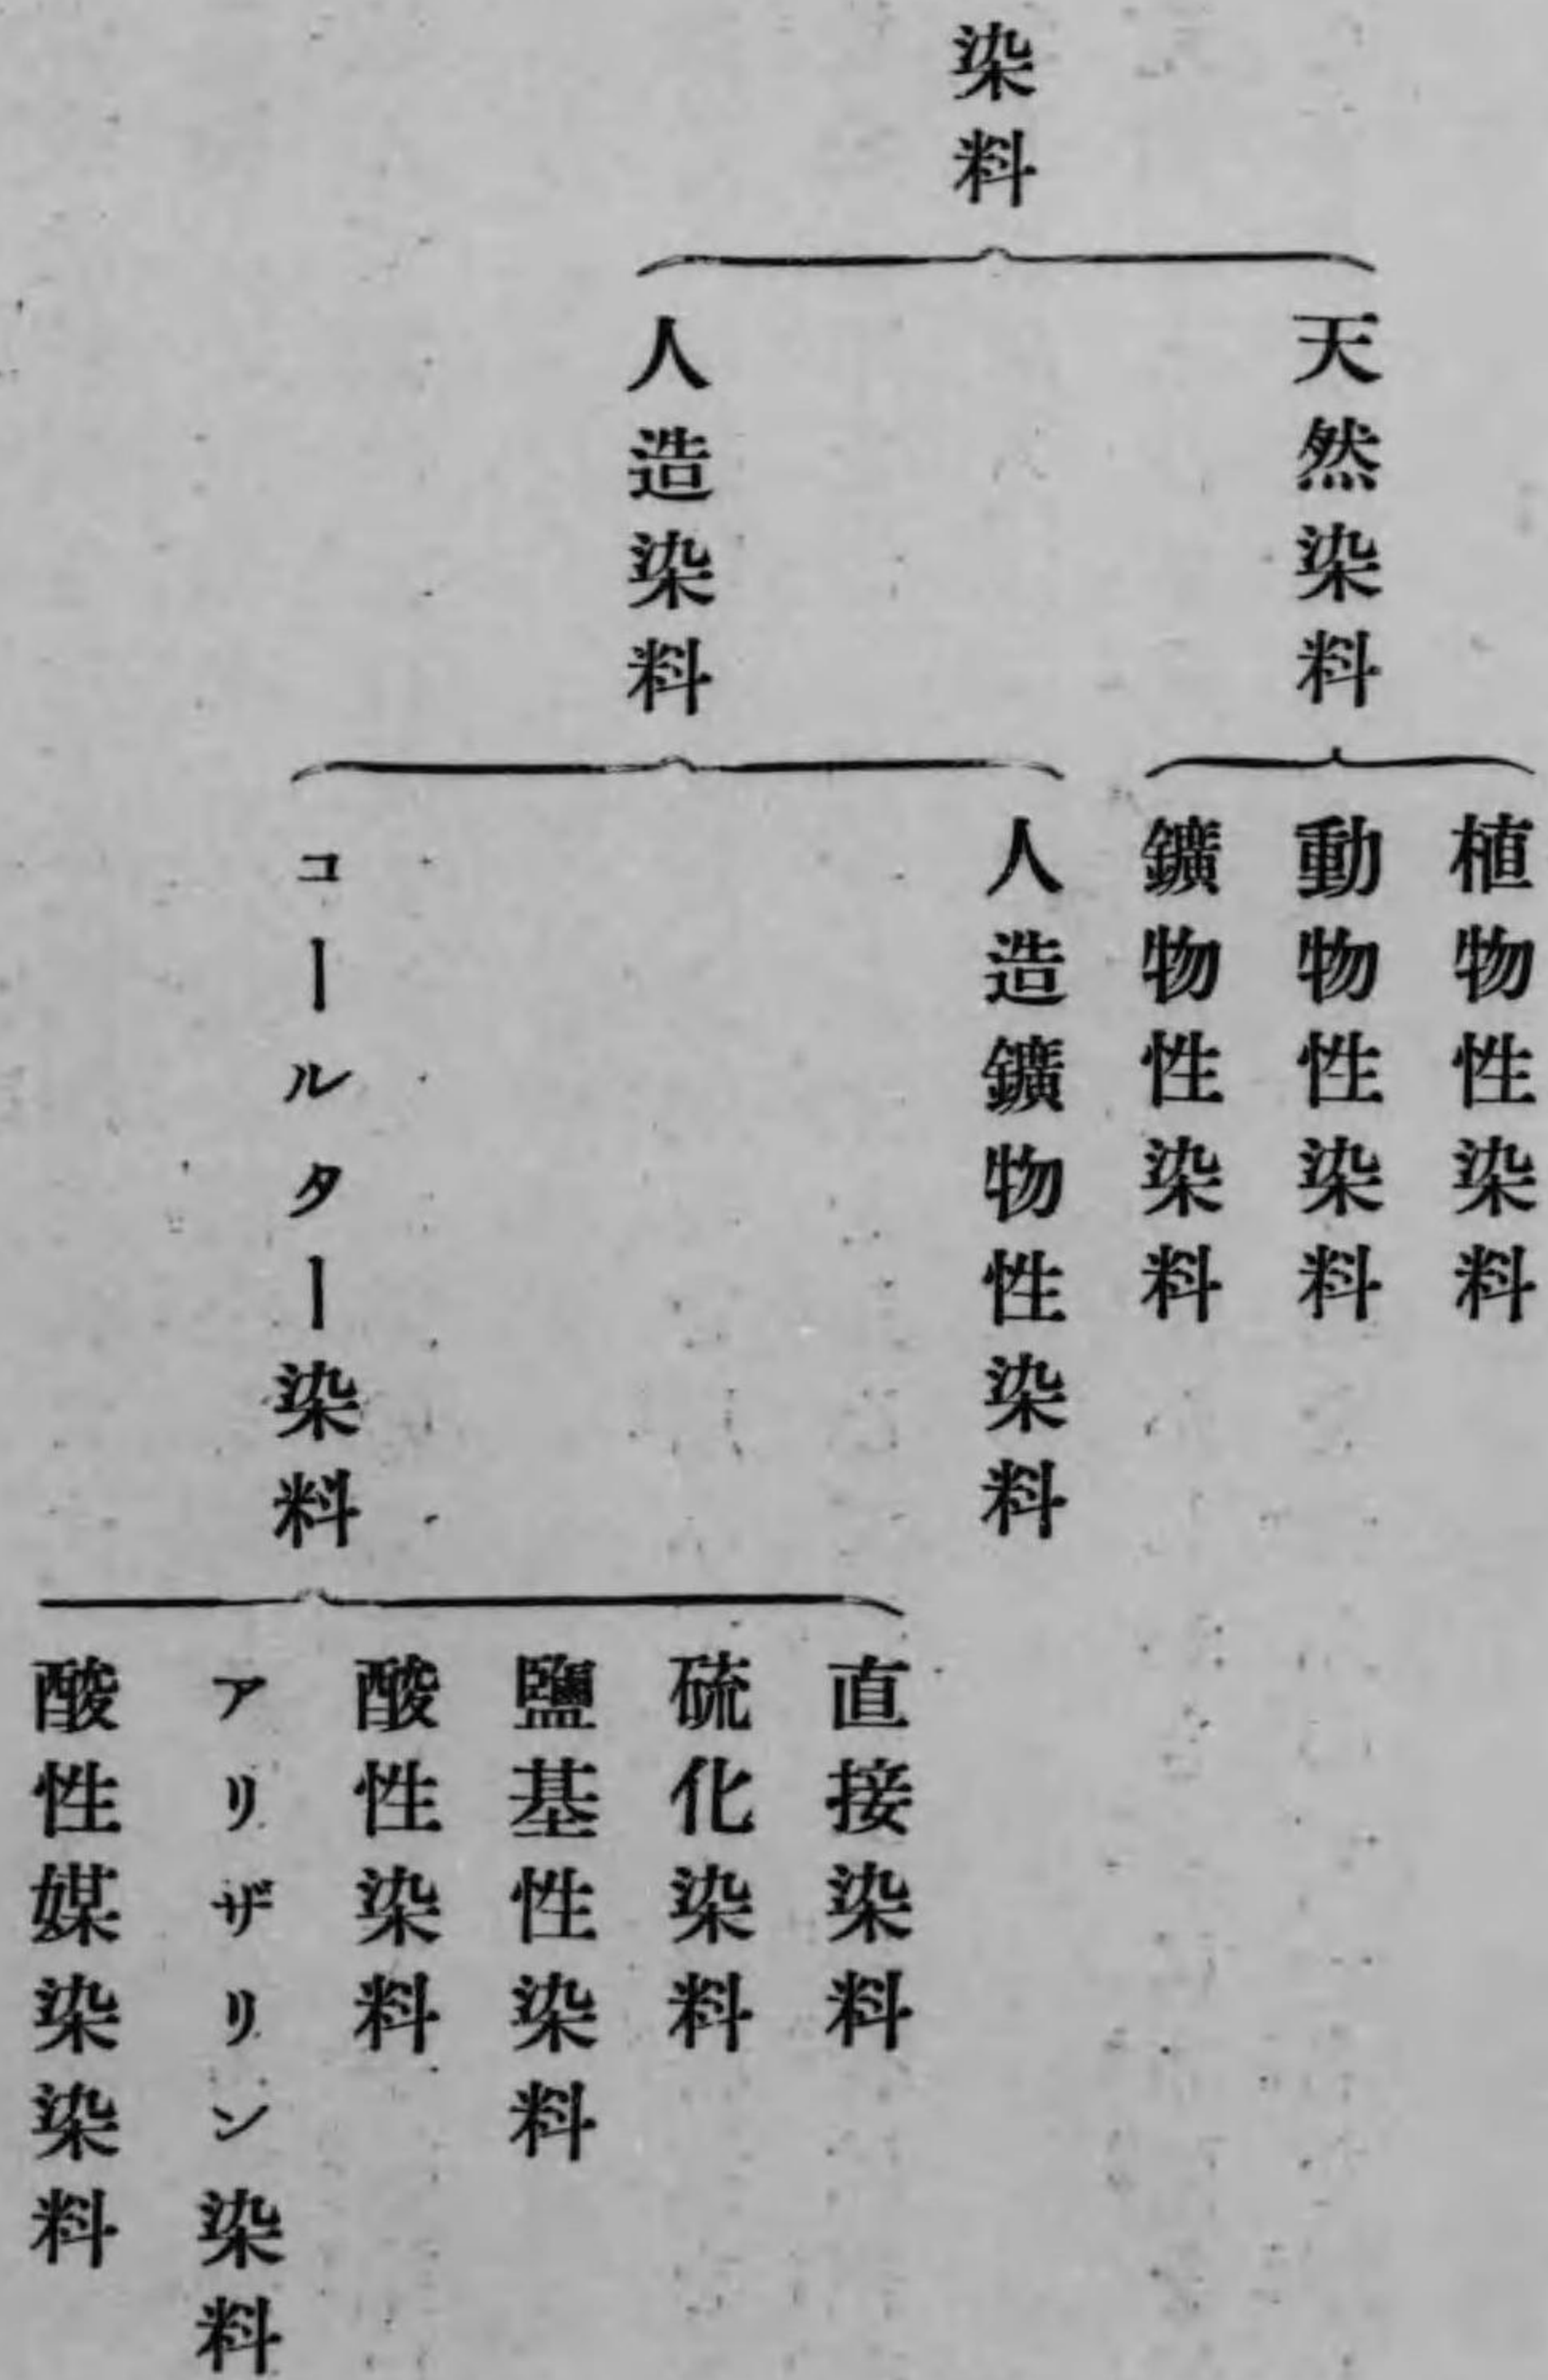 染料
天然染料
植物性染料
動物性染料
鑛物性染料
人造染料
人造鑛物性染料
コールター染料
直接染料
硫化染料
鹽基性染料
酸性染料
アリザリン染料
酸性媒染染料